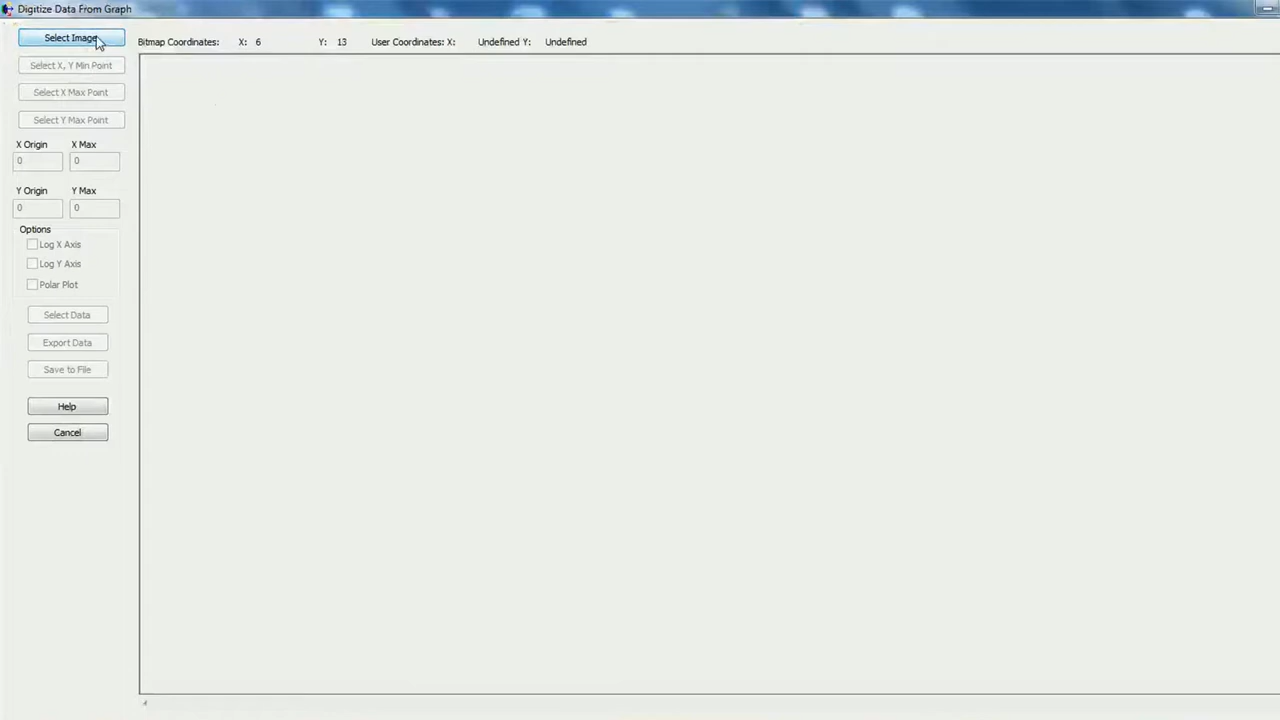 Digitize Data From Graph
Select Image
Bitmap Coordinates: X: 6 Y: 13 User Coordinates: X: Undefined Y: Undefined
Select X, Y Min Point
Select X Max Point
Select Y Max Point
X Origin X Max
0 0
Y Origin Y Max
0 0
Options
Log X Axis
Log Y Axis
Polar Plot
Select Data
Export Data
Save to File
Help
Cancel